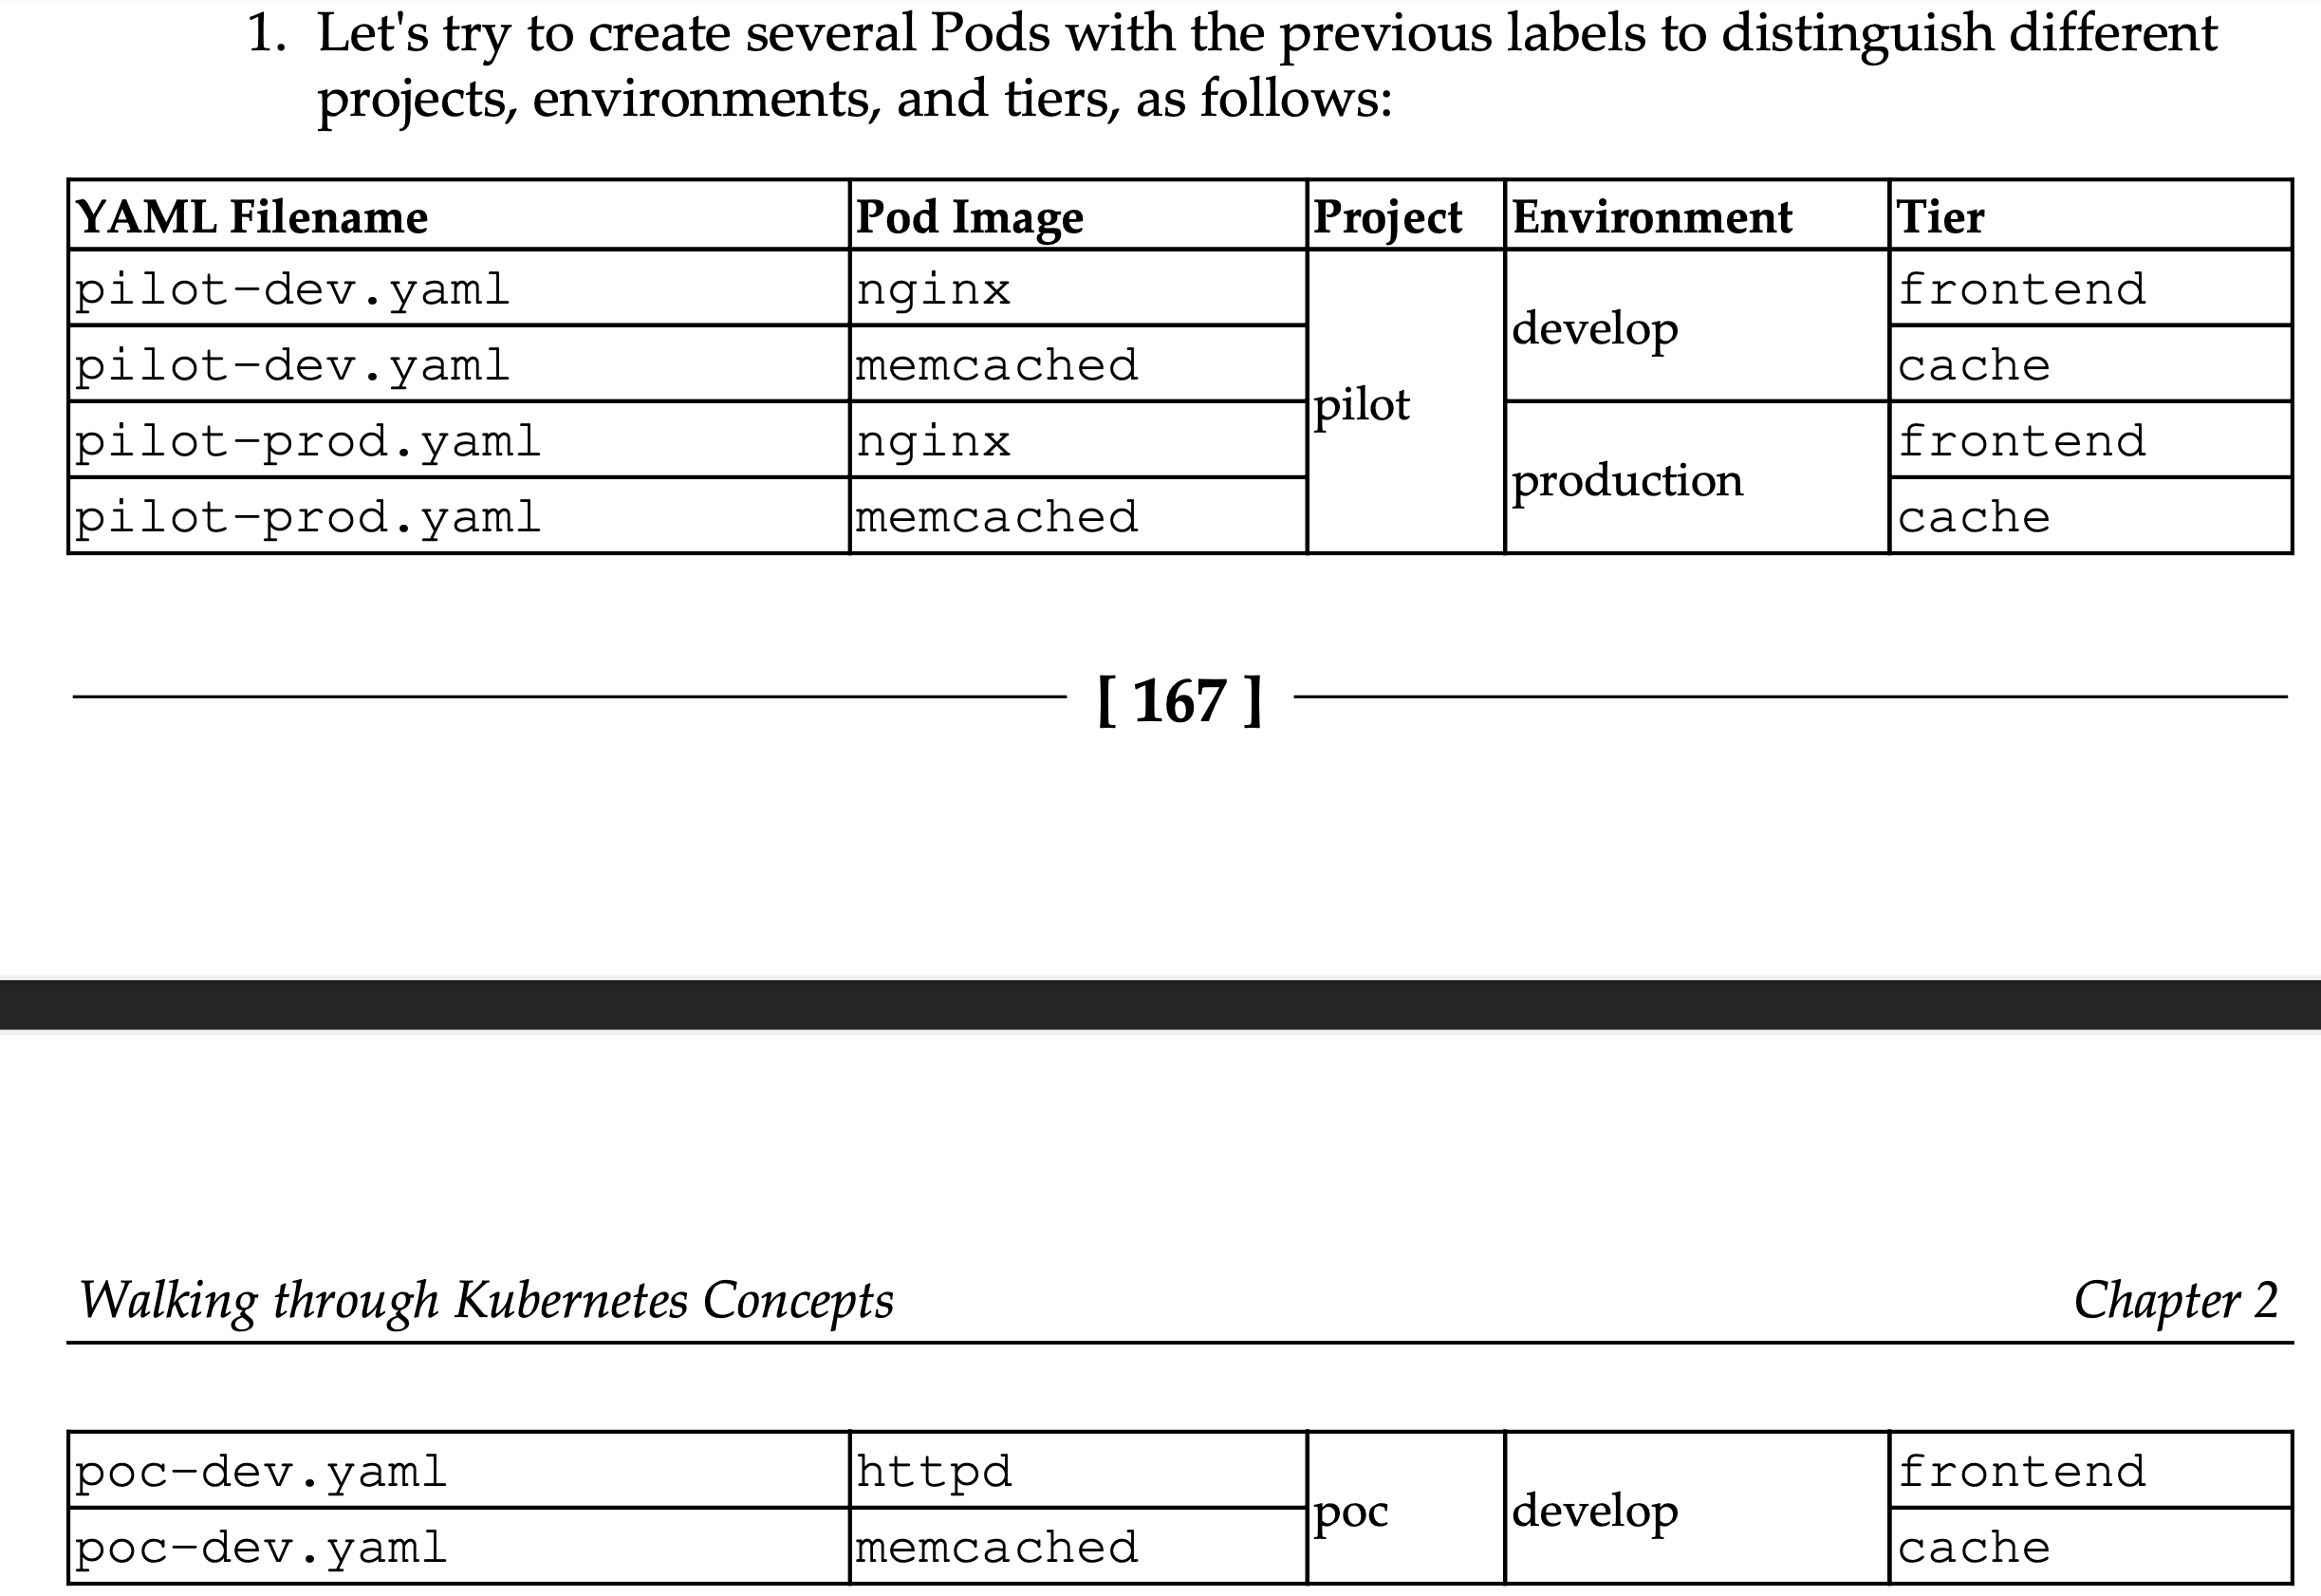 1. Let's try to create several Pods with the previous labels to distinguish different
projects, environments, and tiers, as follows:
YAML Filename Pod Image Project Environment Tier
pilot-dev.yaml nginx pilot develop frontend
pilot-dev.yaml memcached cache
pilot-prod.yaml nginx production frontend
pilot-prod.yaml memcached cache
[ 167 ]
Walking through Kubernetes Concepts Chapter 2
poc-dev.yaml httpd poc develop frontend
poc-dev.yaml memcached cache